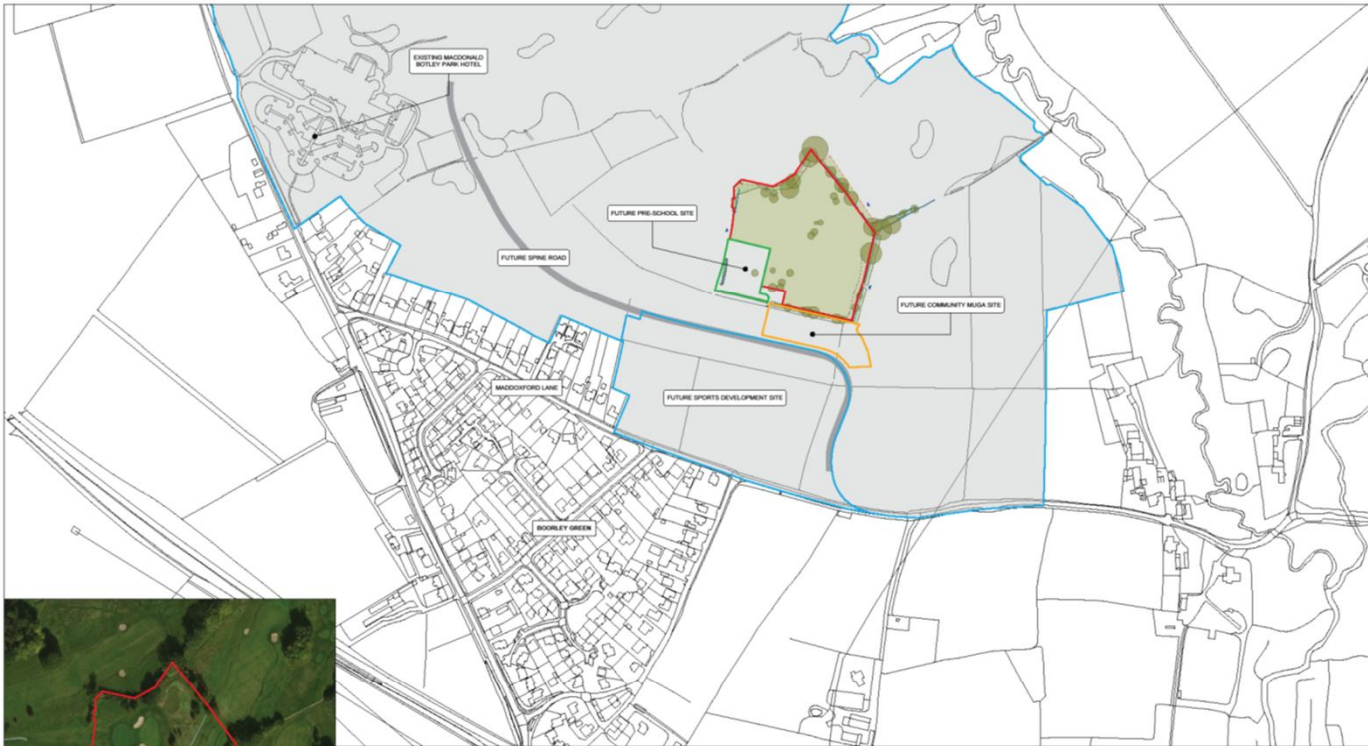 EXISTING MACDONALD
BOTLEY PARK HOTEL
FUTURE PRE-SCHOOL SITE
FUTURE SPINE ROAD
FUTURE COMMUNITY MUGA SITE
MADDOXFORD LANE
FUTURE SPORTS DEVELOPMENT SITE
BOORLEY GREEN